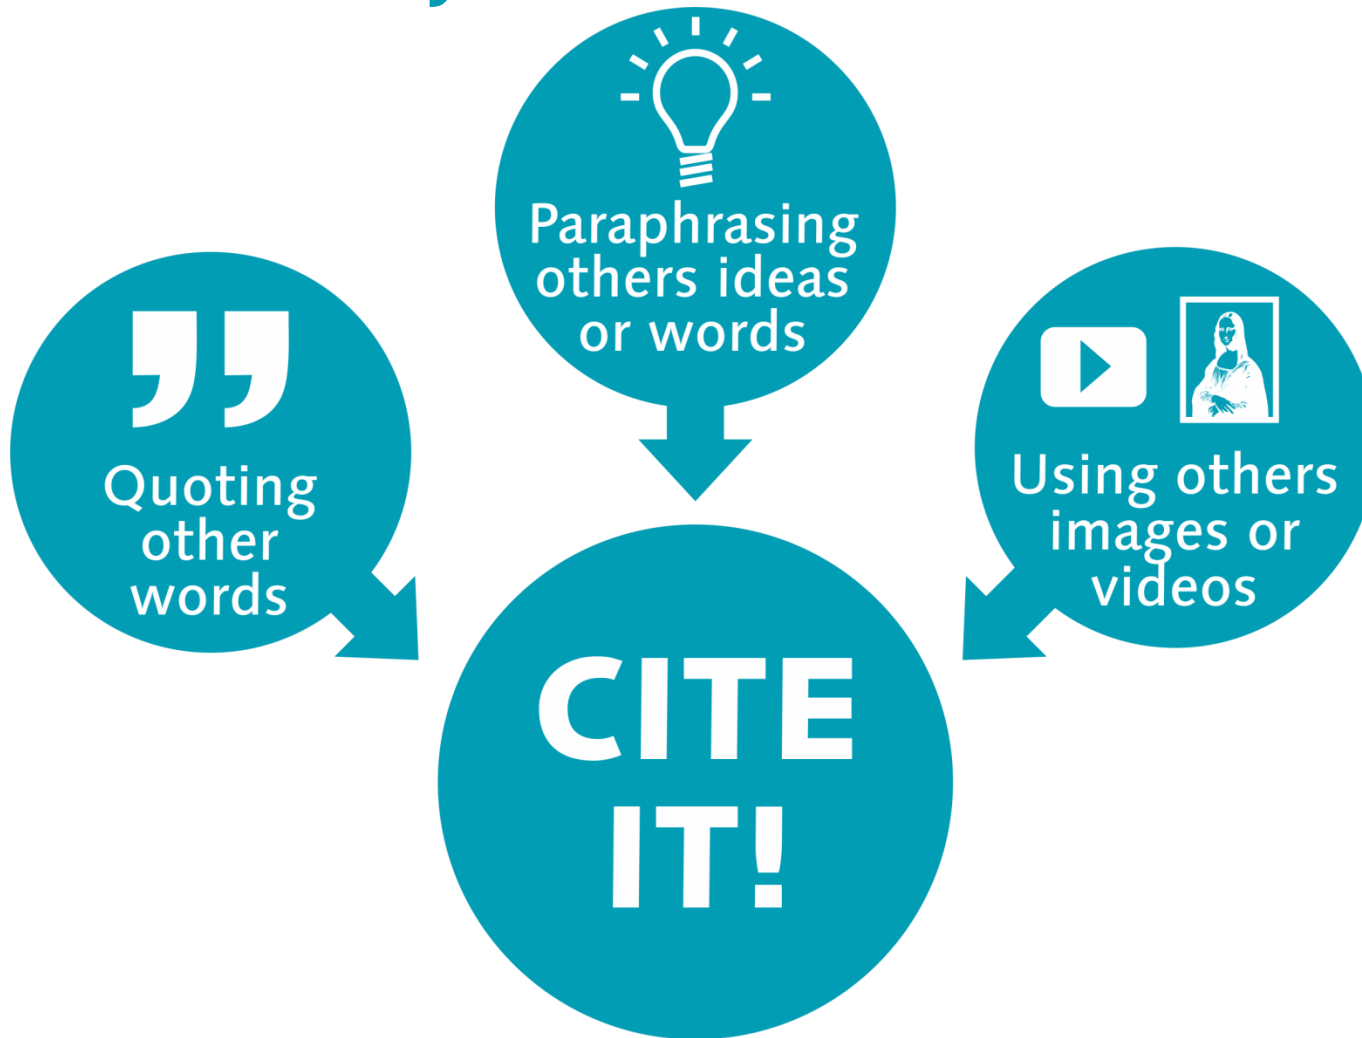 Paraphrasing
others ideas
or words
Quoting
other
words
Using others
images or
videos
CITE
IT!